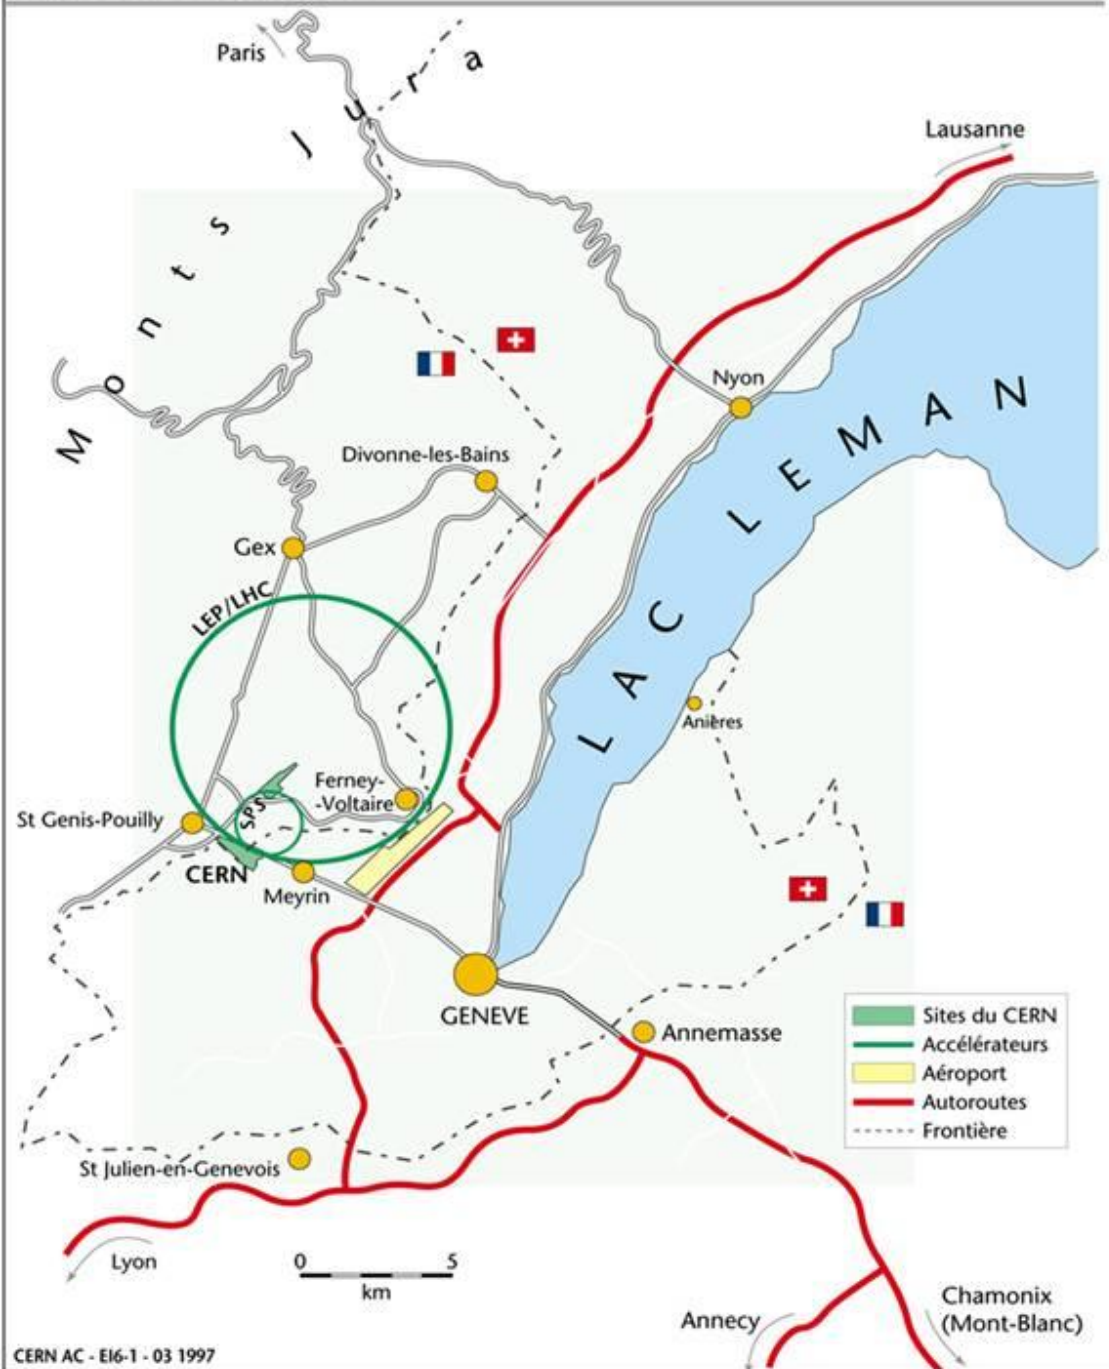 Paris
Monts Jura
Lausanne
Nyon
Divonne-les-Bains
LAC LEMAN
Gex
LEP/LHC
Anières
Ferney-
-Voltaire
SPS
St Genis-Pouilly
CERN
Meyrin
GENEVE
Annemasse
Sites du CERN
Accélérateurs
Aéroport
Autoroutes
Frontière
St Julien-en-Genevois
Lyon
0 5
km
Annecy
Chamonix
(Mont-Blanc)
CERN AC - EI6-1 - 03 1997